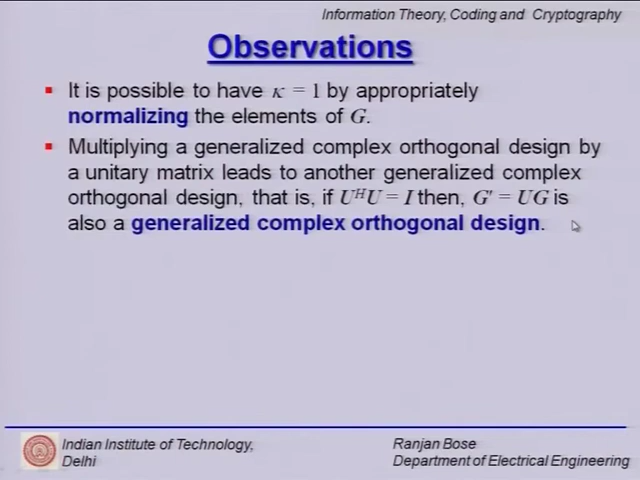 Information Theory, Coding and Cryptography
Observations
It is possible to have κ = 1 by appropriately
normalizing the elements of G.
Multiplying a generalized complex orthogonal design by
a unitary matrix leads to another generalized complex
orthogonal design, that is, if UᴴU = I then, G' = UG is
also a generalized complex orthogonal design.
Indian Institute of Technology,
Delhi
Ranjan Bose
Department of Electrical Engineering